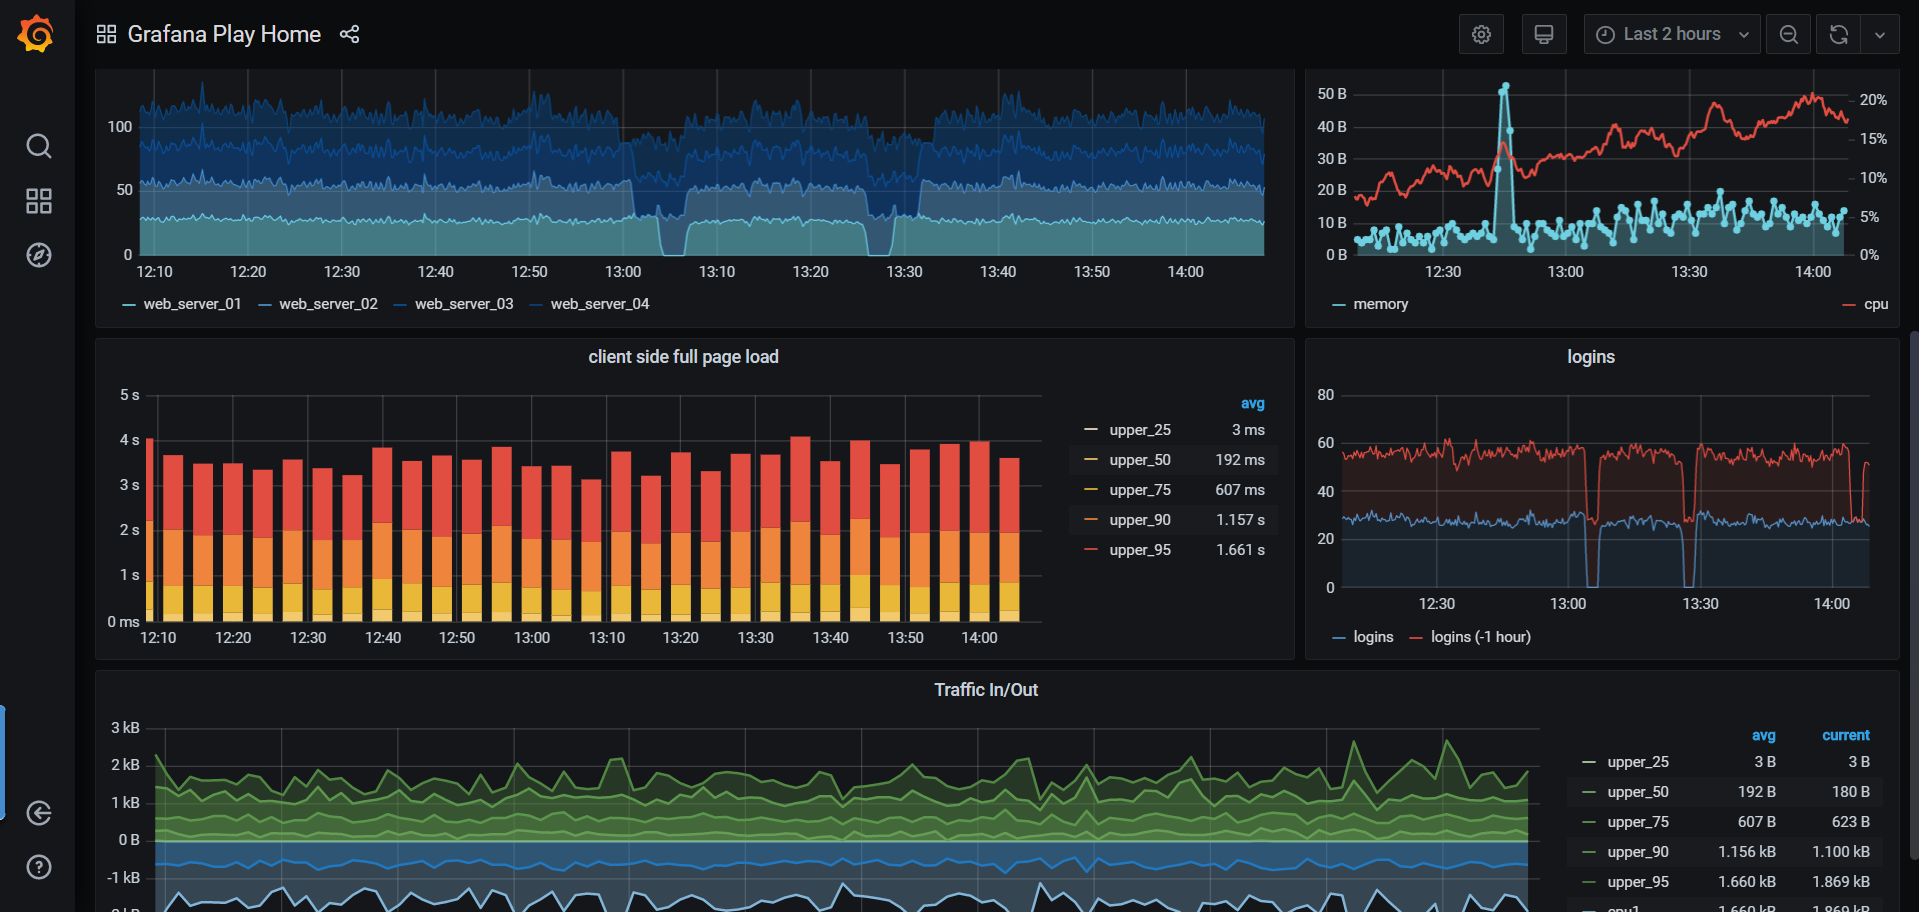 Grafana Play Home
Last 2 hours
100
50
0
12:10 12:20 12:30 12:40 12:50 13:00 13:10 13:20 13:30 13:40 13:50 14:00
web_server_01 web_server_02 web_server_03 web_server_04
50 B 20%
40 B 15%
30 B
20 B 10%
10 B 5%
0 B 0%
12:30 13:00 13:30 14:00
memory cpu
client side full page load
5 s
4 s
3 s
2 s
1 s
0 ms
12:10 12:20 12:30 12:40 12:50 13:00 13:10 13:20 13:30 13:40 13:50 14:00
avg
upper_25 3 ms
upper_50 192 ms
upper_75 607 ms
upper_90 1.157 s
upper_95 1.661 s
logins
80
60
40
20
0
12:30 13:00 13:30 14:00
logins logins (-1 hour)
Traffic In/Out
3 kB
2 kB
1 kB
0 B
-1 kB
avg current
upper_25 3 B 3 B
upper_50 192 B 180 B
upper_75 607 B 623 B
upper_90 1.156 kB 1.100 kB
upper_95 1.660 kB 1.869 kB
cpu1 1.660 kB 1.869 kB